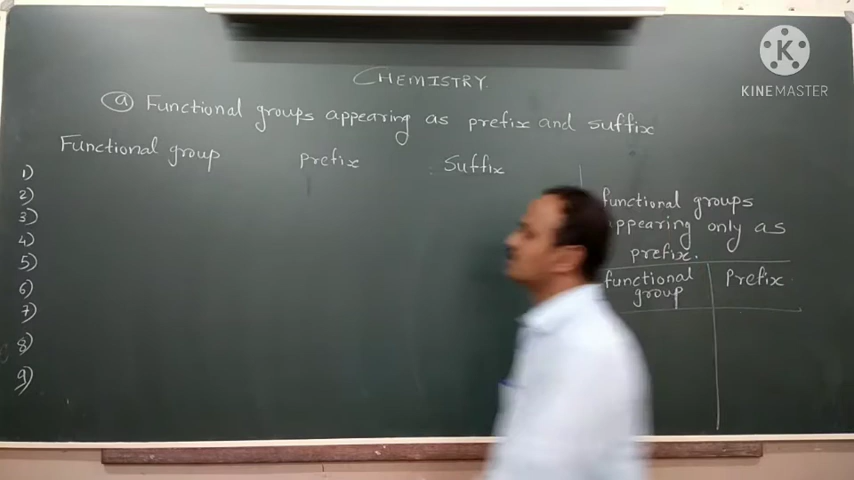 CHEMISTRY.
(a) Functional groups appearing as prefix and suffix
Functional group prefix Suffix
1)
2)
3)
4)
5)
6)
7)
8)
9)
functional groups
appearing only as
prefix.
functional group Prefix
KINEMASTER